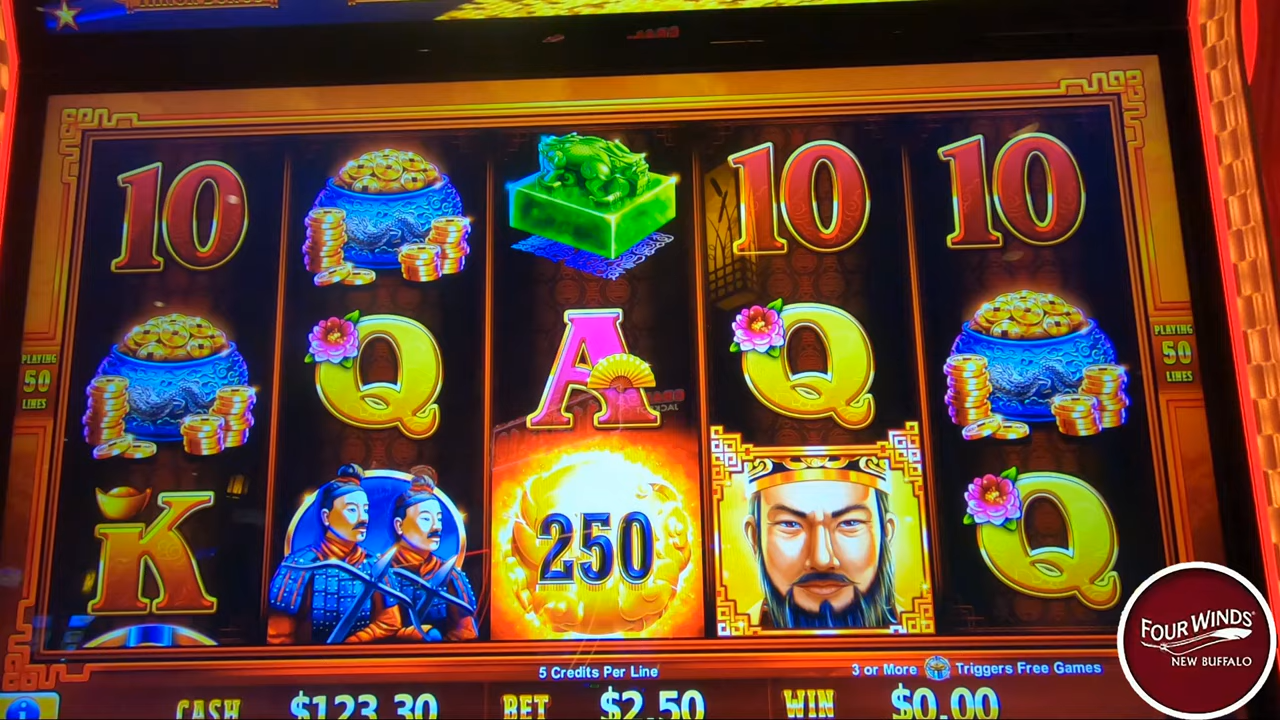 10
10
10
PLAYING
50
LINES
Q
A
Q
PLAYING
50
LINES
K
250
Q
5 Credits Per Line
3 or More Triggers Free Games
CASH $123.30 BET $2.50 WIN $0.00
FOUR WINDS®
NEW BUFFALO